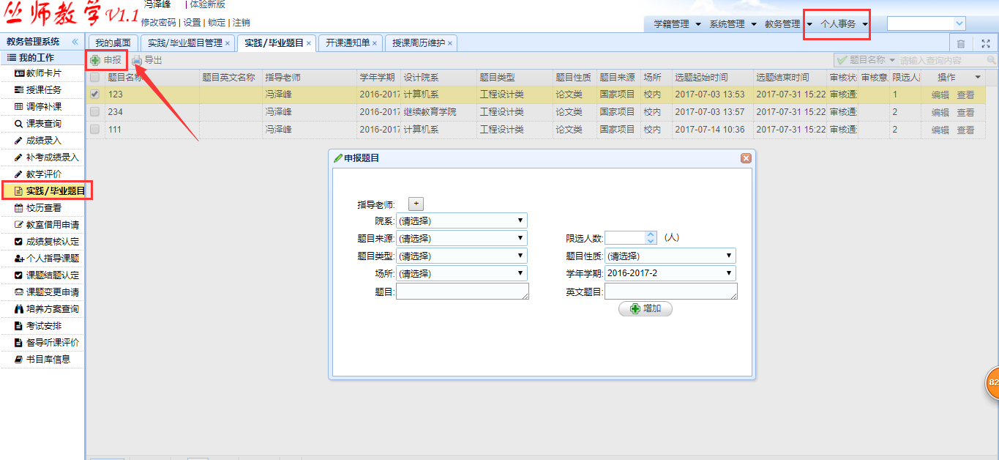 丛师教学V1.1
冯泽峰 | 体验新版
修改密码 | 设置 | 锁定 | 注销
学籍管理 系统管理 教务管理 个人事务
教务管理系统 «
我的桌面 实践/毕业题目管理 × 实践/毕业题目 × 开课通知单 × 授课周历维护 ×
我的工作
教师卡片
授课任务
调停补课
课表查询
成绩录入
补考成绩录入
教学评价
实践/毕业题目
校历查看
教室借用申请
成绩复核认定
个人指导课题
课题结题认定
课题变更申请
培养方案查询
考试安排
督导听课评价
书目库信息
申报 导出 题目名称 请输入查询内容
题目名称 题目英文名称 指导老师 学年学期 设计院系 题目类型 题目性质 题目来源 场所 选题起始时间 选题结束时间 审核状 审核意 限选人 操作
123 冯泽峰 2016-2017 计算机系 工程设计类 论文类 国家项目 校内 2017-07-03 13:53 2017-07-31 15:22 审核通 1 编辑 查看
234 冯泽峰 2016-2017 继续教育学院 工程设计类 论文类 国家项目 校内 2017-07-03 13:57 2017-07-31 15:22 审核通 2 编辑 查看
111 冯泽峰 2016-2017 计算机系 工程设计类 论文类 国家项目 校内 2017-07-14 10:36 2017-07-31 15:22 审核通 2 编辑 查看
申报题目
指导老师: +
院系: (请选择)
题目来源: (请选择) 限选人数: (人)
题目类型: (请选择) 题目性质: (请选择)
场所: (请选择) 学年学期: 2016-2017-2
题目: 英文题目:
增加
82